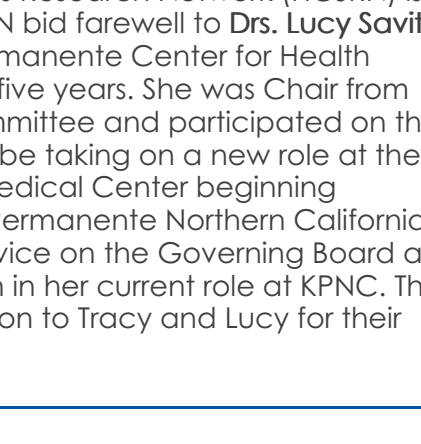 N bid farewell to Drs. Lucy Savit
manente Center for Health
five years. She was Chair from
mmittee and participated on th
be taking on a new role at the
edical Center beginning
ermanente Northern California
vice on the Governing Board a
n in her current role at KPNC. Th
on to Tracy and Lucy for their